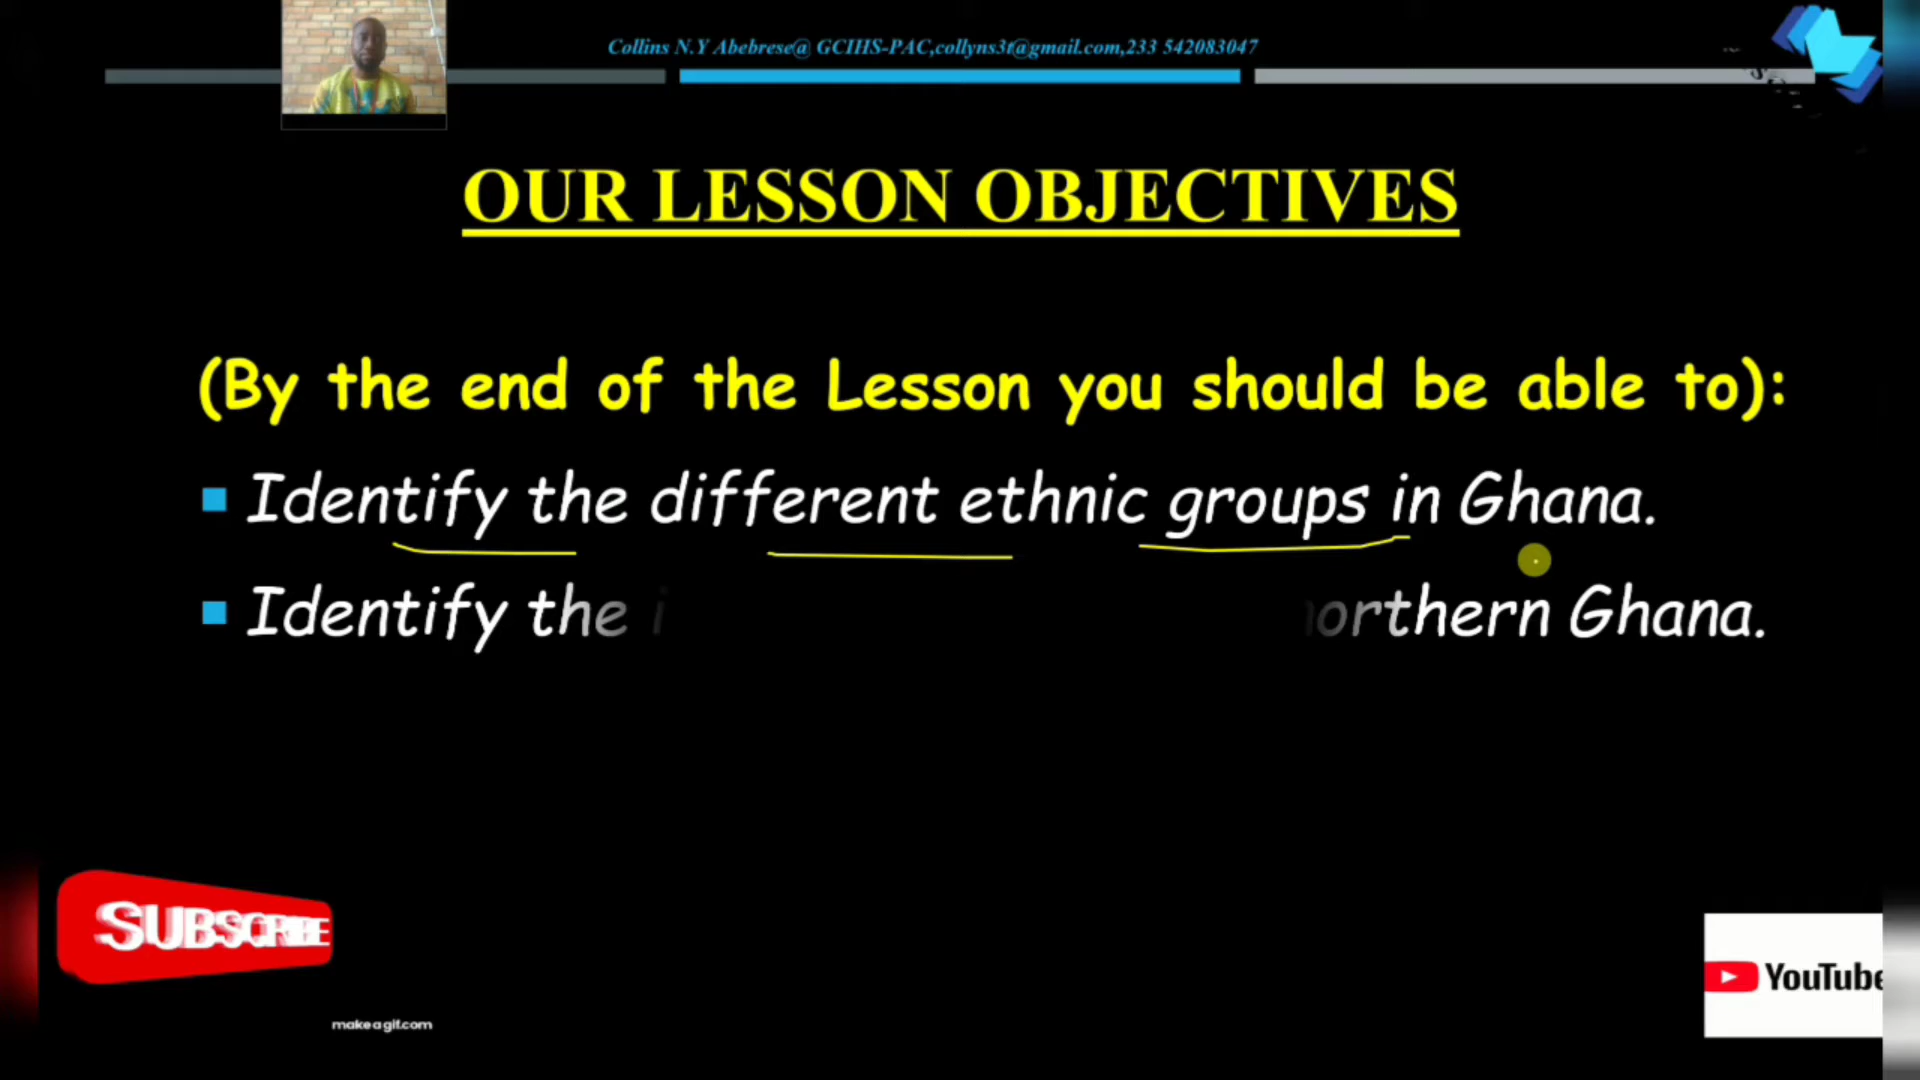 Collins N.Y Abebrese@ GCIHS-PAC,collyns3t@gmail.com,233 542083047
OUR LESSON OBJECTIVES
(By the end of the Lesson you should be able to):
Identify the different ethnic groups in Ghana.
Identify the i northern Ghana.
SUBSCRIBE
makeagif.com
YouTube